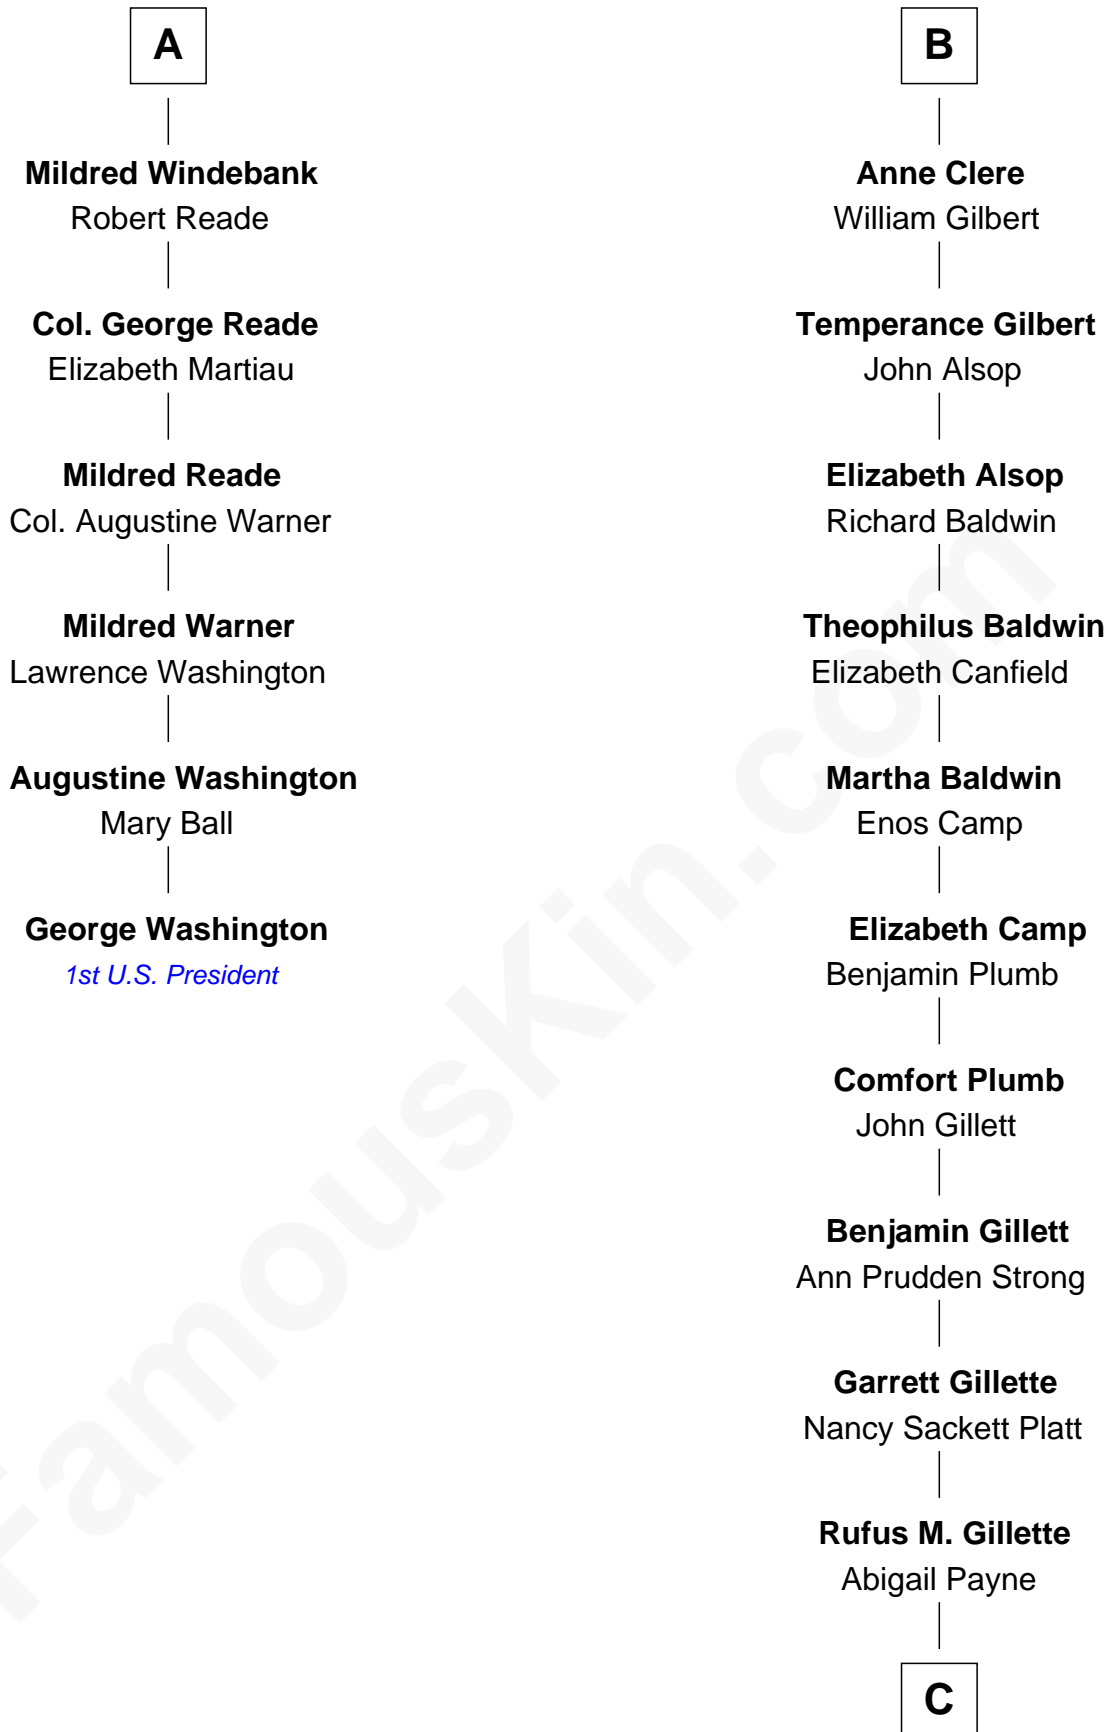 A
Mildred Windebank
Robert Reade
Col. George Reade
Elizabeth Martiau
Mildred Reade
Col. Augustine Warner
Mildred Warner
Lawrence Washington
Augustine Washington
Mary Ball
George Washington
1st U.S. President
B
Anne Clere
William Gilbert
Temperance Gilbert
John Alsop
Elizabeth Alsop
Richard Baldwin
Theophilus Baldwin
Elizabeth Canfield
Martha Baldwin
Enos Camp
Elizabeth Camp
Benjamin Plumb
Comfort Plumb
John Gillett
Benjamin Gillett
Ann Prudden Strong
Garrett Gillette
Nancy Sackett Platt
Rufus M. Gillette
Abigail Payne
C
FamousKin.com